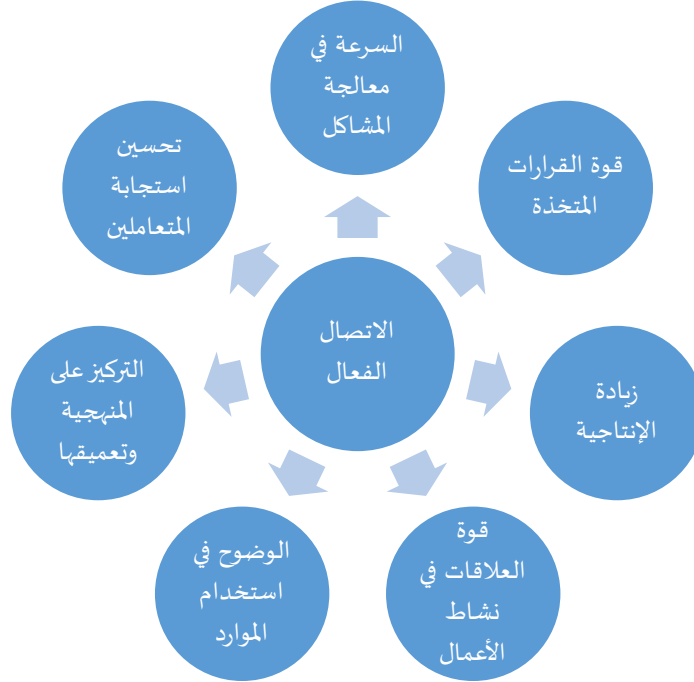 السرعة في
معالجة
المشاكل
قوة القرارات
المتخذة
زيادة
الإنتاجية
قوة
العلاقات في
نشاط
الأعمال
الوضوح في
استخدام
الموارد
التركيز على
المنهجية
وتعميقها
تحسين
استجابة
المتعاملين
الاتصال
الفعال